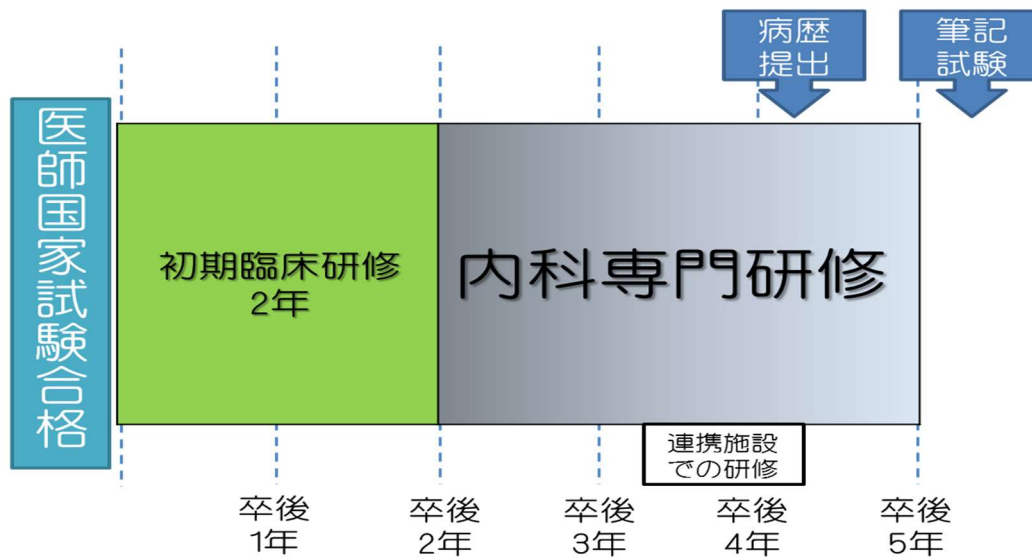 病歴
提出
筆記
試験
医師国家試験合格
初期臨床研修
2年
内科専門研修
連携施設
での研修
卒後
1年
卒後
2年
卒後
3年
卒後
4年
卒後
5年